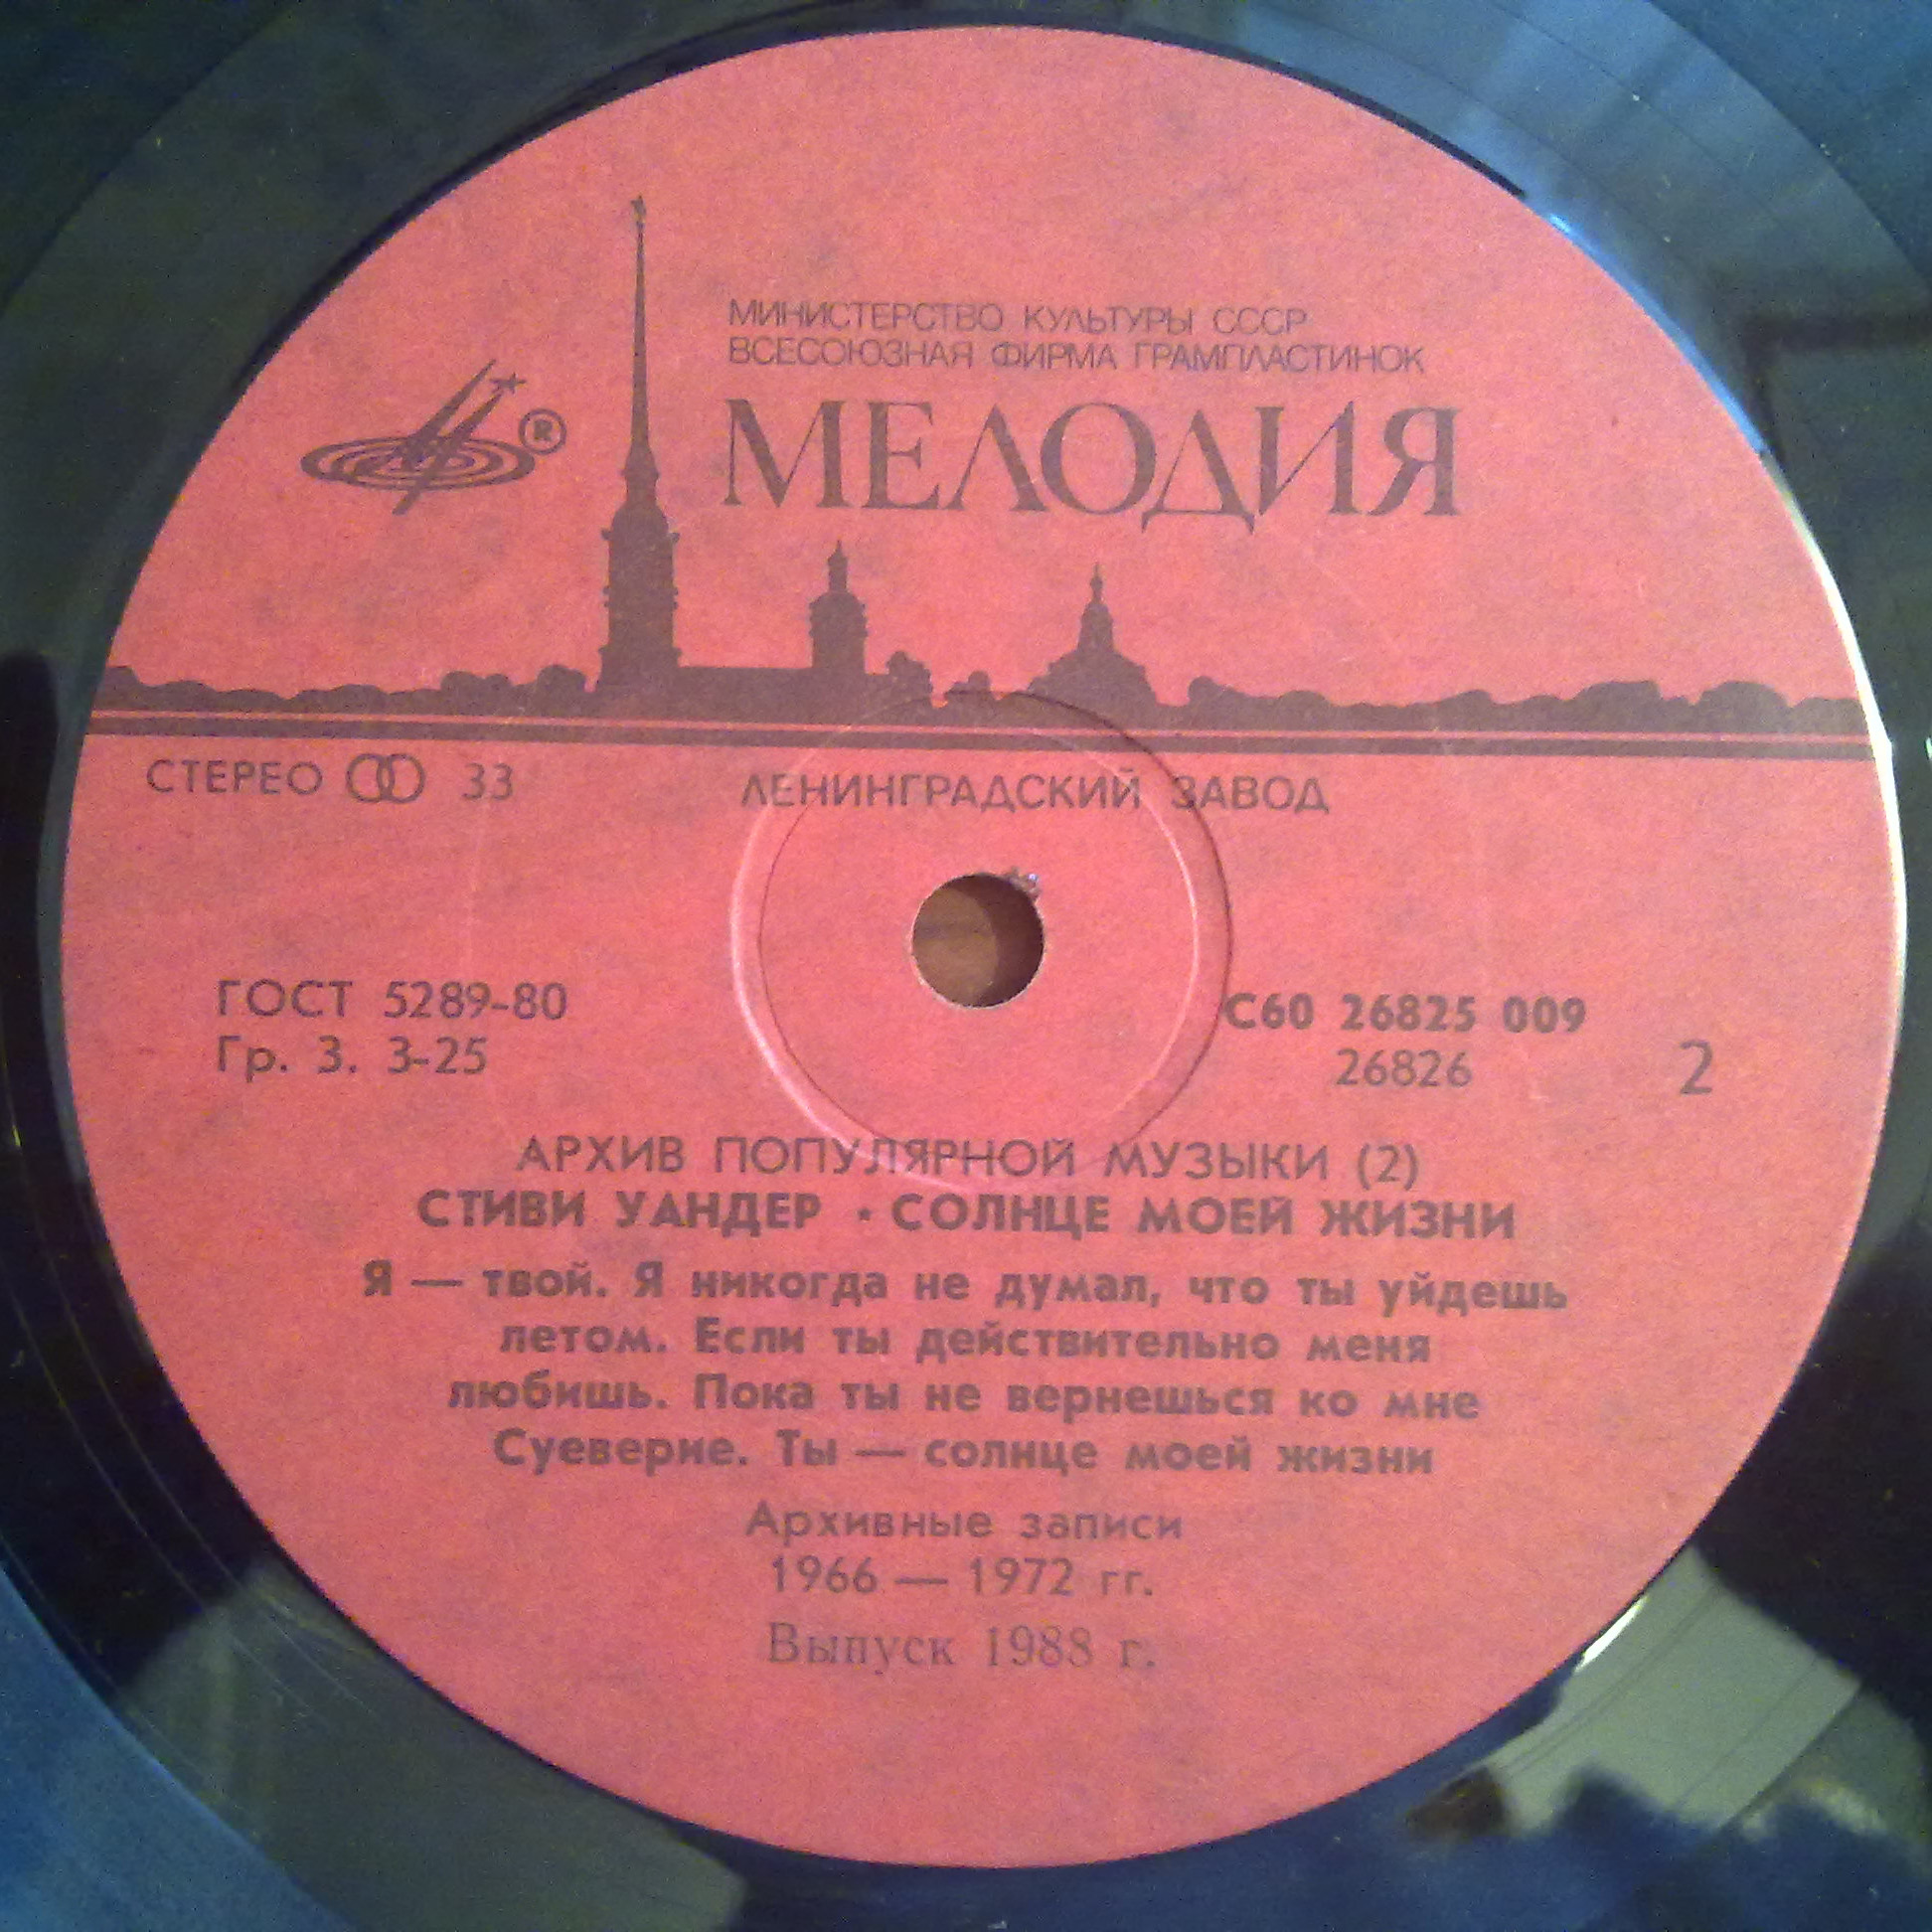 МИНИСТЕРСТВО КУЛЬТУРЫ СССР
ВСЕСОЮЗНАЯ ФИРМА ГРАМПЛАСТИНОК
®
МЕЛОДИЯ
СТЕРЕО 33
ЛЕНИНГРАДСКИЙ ЗАВОД
ГОСТ 5289-80
Гр. 3. 3-25
С60 26825 009
26826
2
АРХИВ ПОПУЛЯРНОЙ МУЗЫКИ (2)
СТИВИ УАНДЕР · СОЛНЦЕ МОЕЙ ЖИЗНИ
Я — твой. Я никогда не думал, что ты уйдешь
летом. Если ты действительно меня
любишь. Пока ты не вернешься ко мне
Суеверие. Ты — солнце моей жизни
Архивные записи
1966 — 1972 гг.
Выпуск 1988 г.